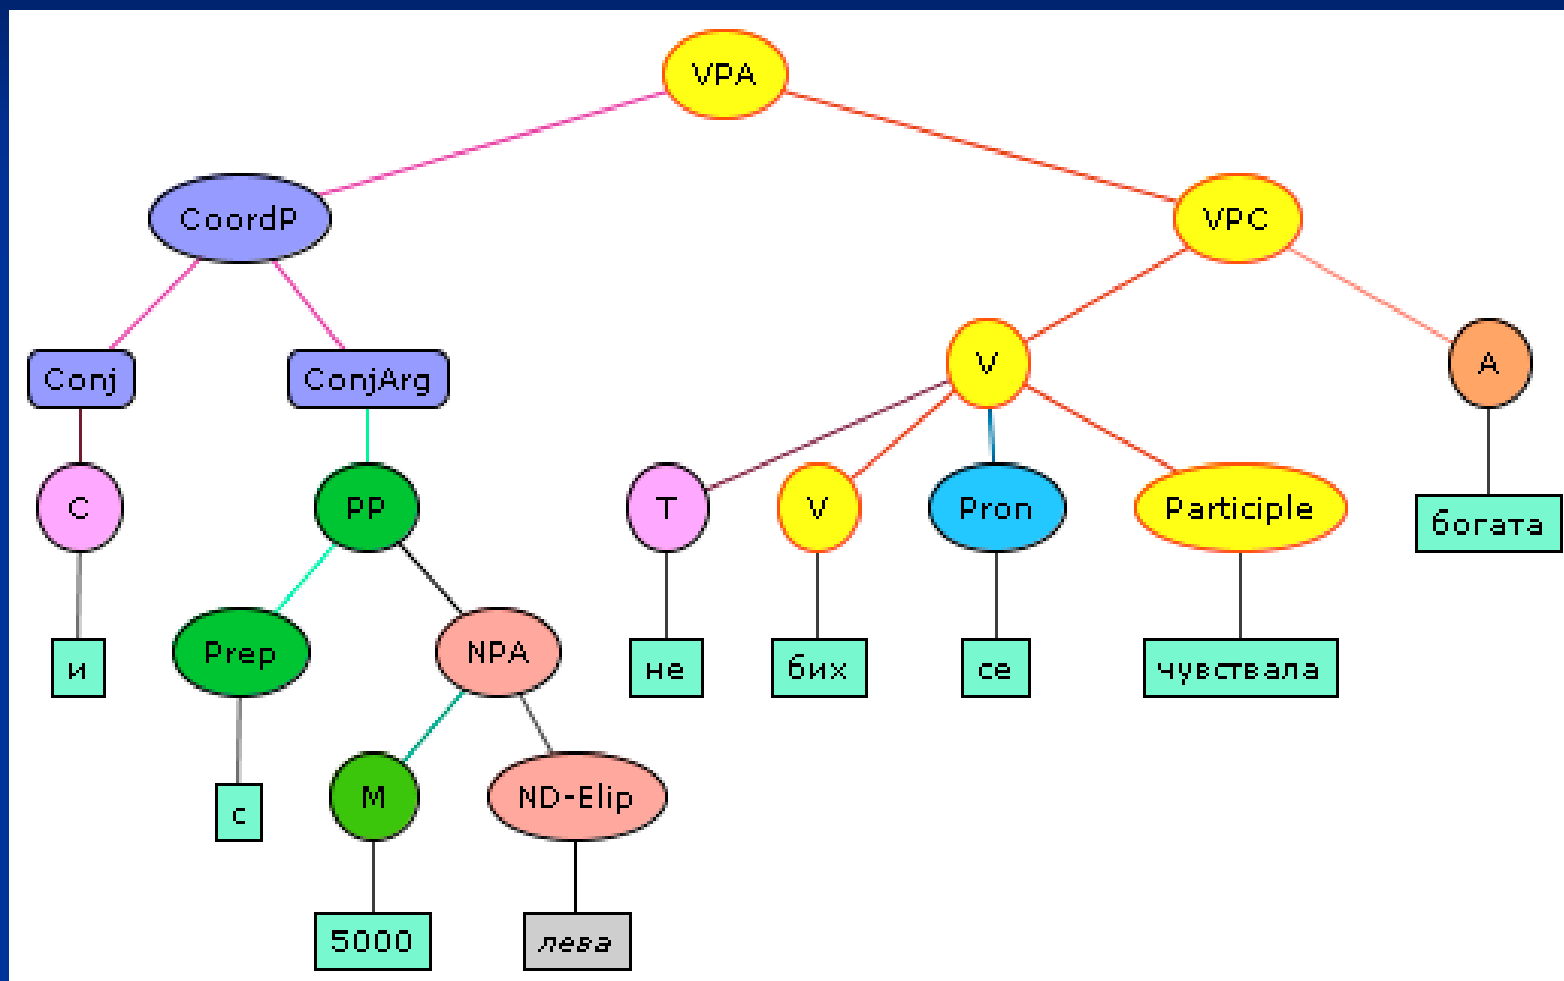 VPA
CoordP VPC
V A
Conj ConjArg
C PP T V Pron Participle
богата
Prep NPA
и не бих се чувствала
M ND-Elip
с
5000 лева